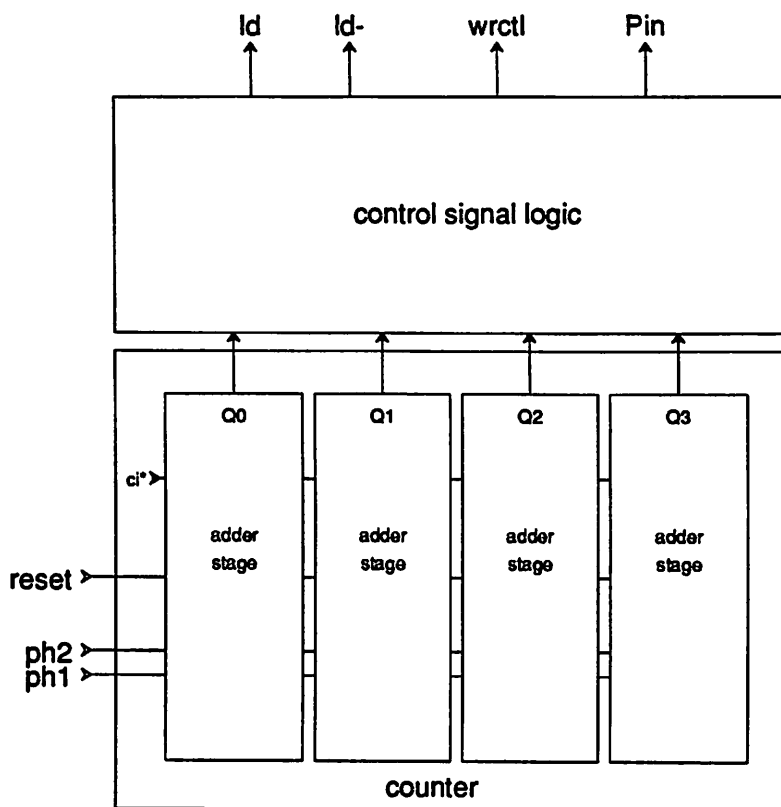 ld ld- wrctl Pin
control signal logic
Q0 Q1 Q2 Q3
ci*
adder adder adder adder
stage stage stage stage
reset
ph2
ph1
counter